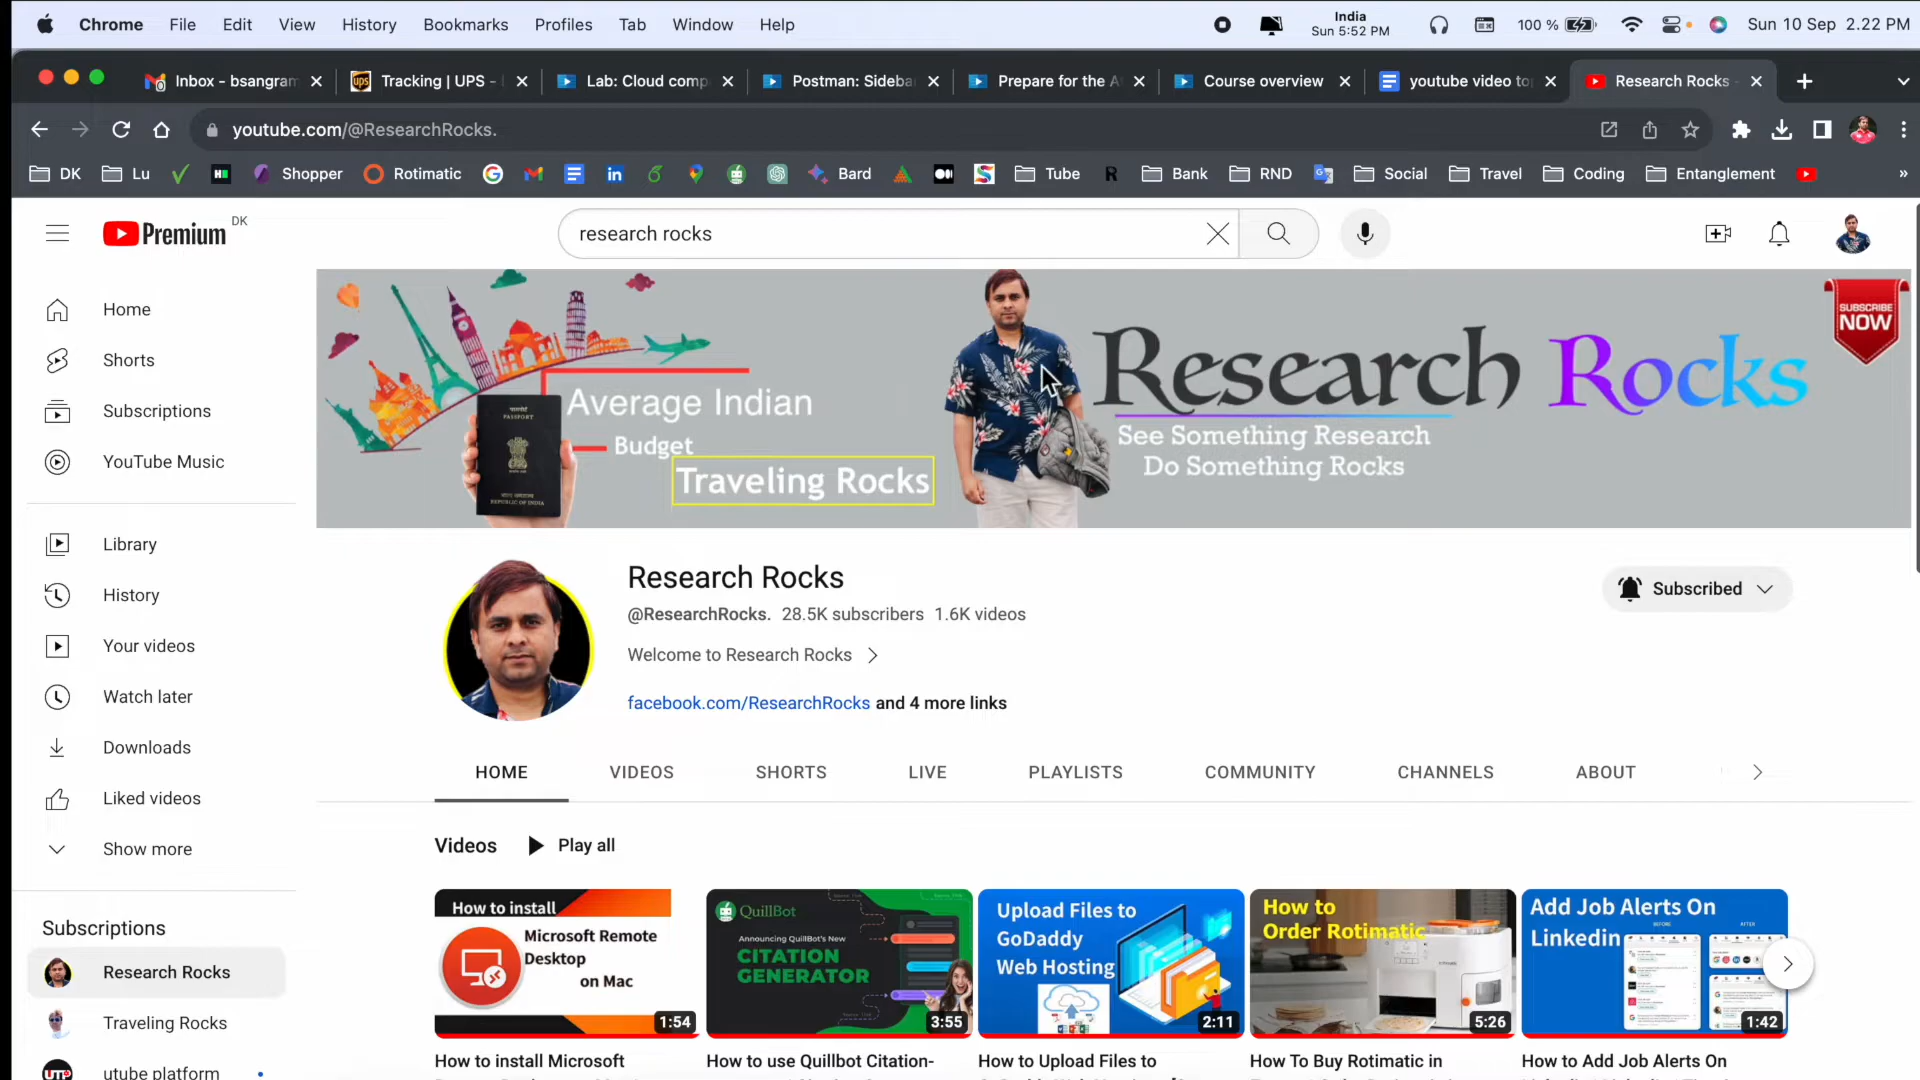 Chrome File Edit View History Bookmarks Profiles Tab Window Help
India
Sun 5:52 PM
100 %
Sun 10 Sep 2.22 PM
Inbox - bsangram
Tracking | UPS -
Lab: Cloud comp
Postman: Sideba
Prepare for the A
Course overview
youtube video to
Research Rocks -
youtube.com/@ResearchRocks.
DK
Lu
Shopper
Rotimatic
Bard
Tube
R
Bank
RND
Social
Travel
Coding
Entanglement
»
Premium DK
research rocks
Home
Shorts
Subscriptions
YouTube Music
Library
History
Your videos
Watch later
Downloads
Liked videos
Show more
Subscriptions
Research Rocks
Traveling Rocks
utube platform
PASSPORT
REPUBLIC OF INDIA
Average Indian
Budget
Traveling Rocks
Research Rocks
See Something Research
Do Something Rocks
SUBSCRIBE
NOW
Research Rocks
@ResearchRocks. 28.5K subscribers 1.6K videos
Welcome to Research Rocks
facebook.com/ResearchRocks and 4 more links
Subscribed
HOME VIDEOS SHORTS LIVE PLAYLISTS COMMUNITY CHANNELS ABOUT
Videos Play all
How to install
Microsoft Remote
Desktop
on Mac
1:54
QuillBot
Announcing QuillBot's New
CITATION
GENERATOR
3:55
Upload Files to
GoDaddy
Web Hosting
2:11
How to
Order Rotimatic
5:26
Add Job Alerts On
Linkedin
BEFORE
AFTER
1:42
How to install Microsoft
How to use Quillbot Citation-
How to Upload Files to
How To Buy Rotimatic in
How to Add Job Alerts On